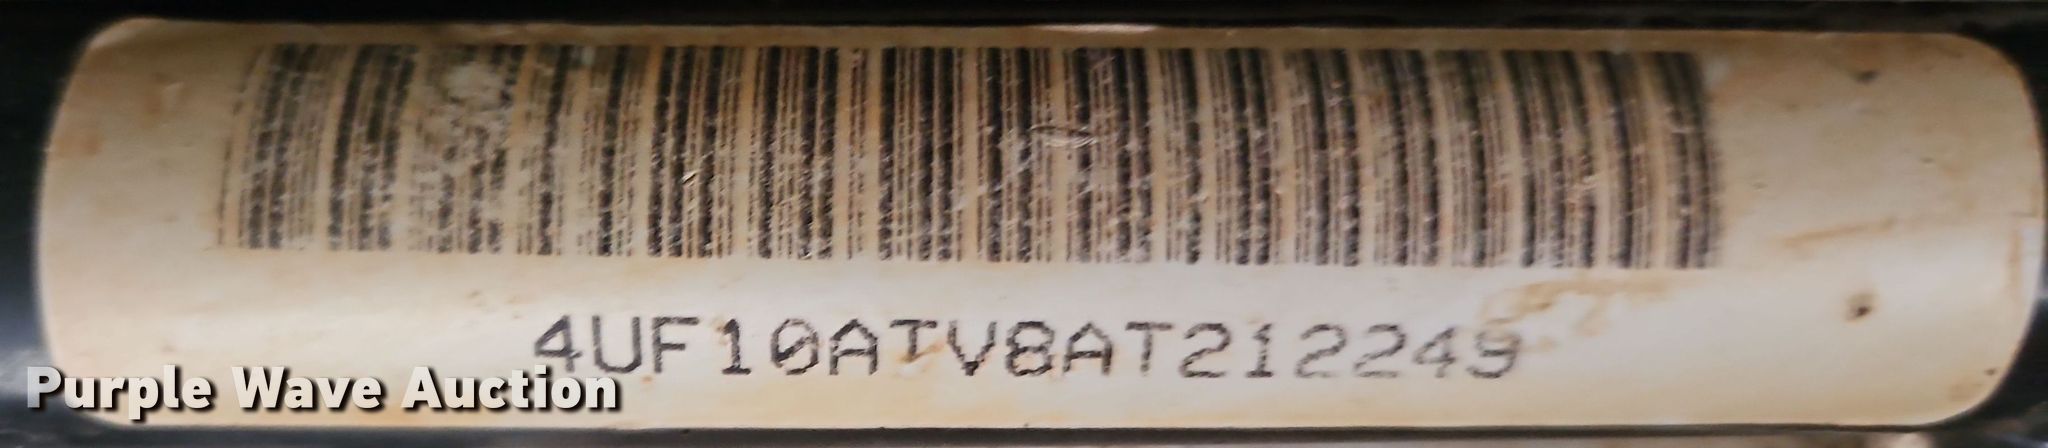 4UF10ATV8AT212249
Purple Wave Auction